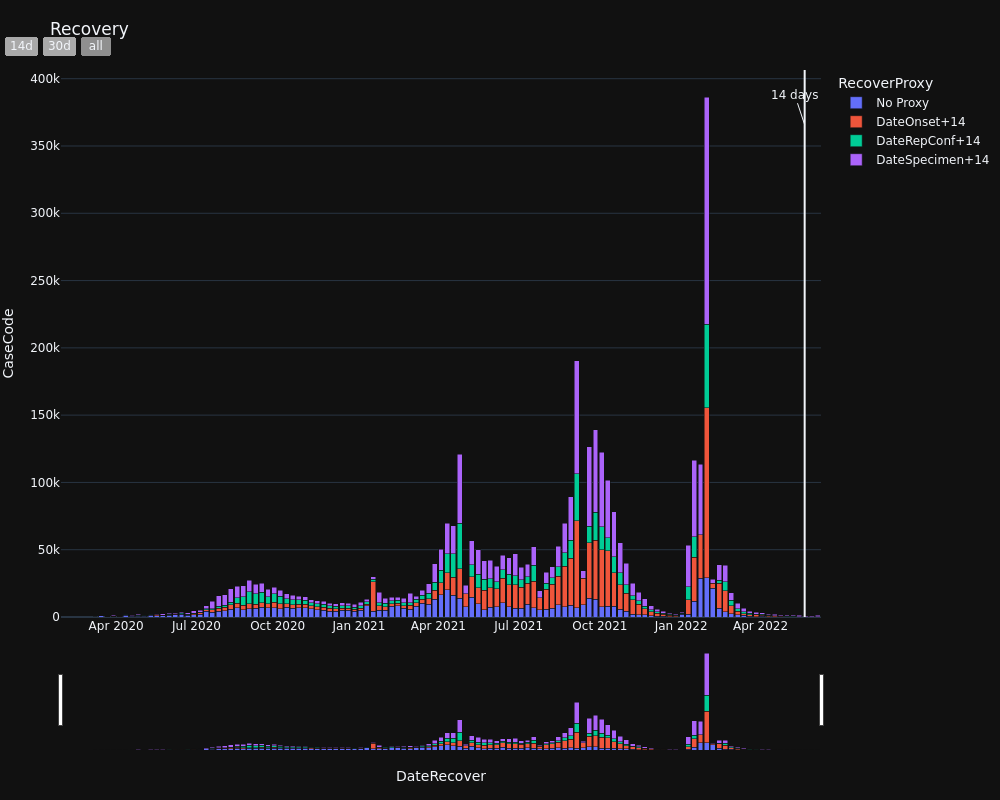 Recovery
14d 30d all
400k
350k
300k
250k
200k
150k
100k
50k
0
CaseCode
14 days
RecoverProxy
No Proxy
DateOnset+14
DateRepConf+14
DateSpecimen+14
Apr 2020 Jul 2020 Oct 2020 Jan 2021 Apr 2021 Jul 2021 Oct 2021 Jan 2022 Apr 2022
DateRecover